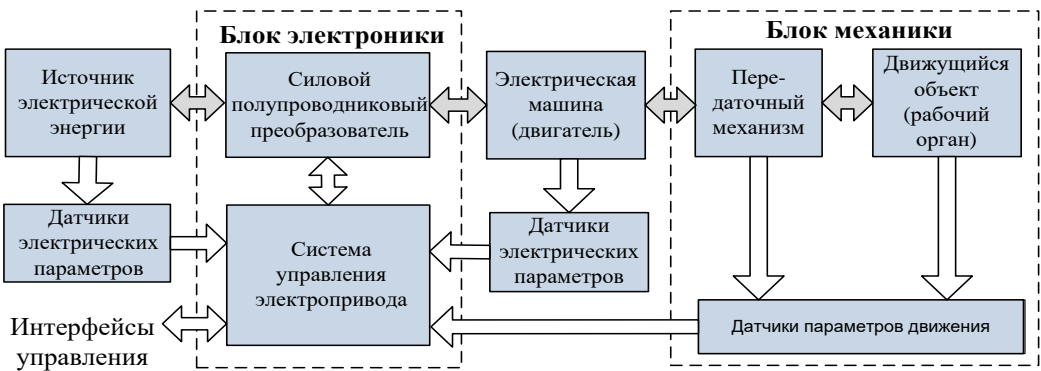 Блок электроники
Блок механики
Источник
электрической
энергии
Силовой
полупроводниковый
преобразователь
Электрическая
машина
(двигатель)
Пере-
даточный
механизм
Движущийся
объект
(рабочий
орган)
Датчики
электрических
параметров
Система
управления
электропривода
Датчики
электрических
параметров
Датчики параметров движения
Интерфейсы
управления